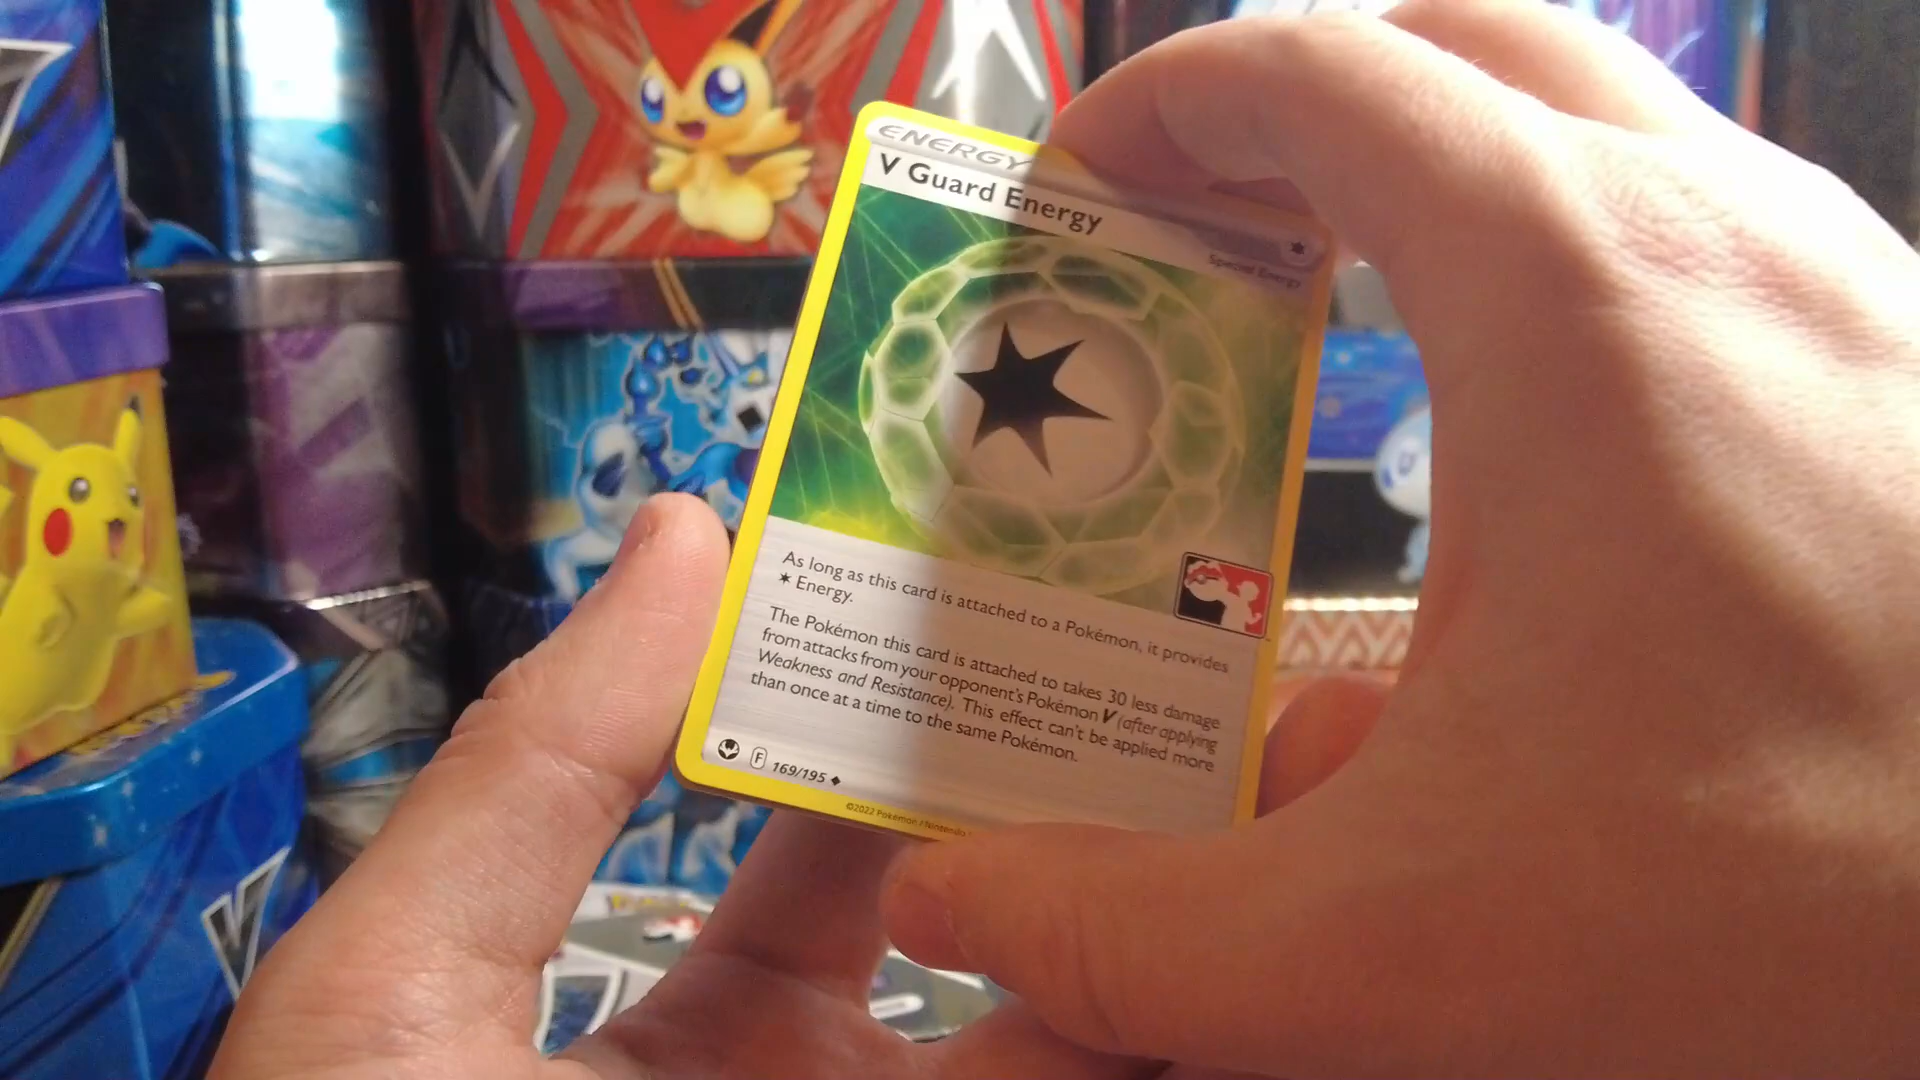 ENERGY
V Guard Energy
Special Energy
As long as this card is attached to a Pokémon, it provides
Energy.
The Pokémon this card is attached to takes 30 less damage
from attacks from your opponent's Pokémon V (after applying
Weakness and Resistance). This effect can't be applied more
than once at a time to the same Pokémon.
F 169/195
©2022 Pokémon / Nintendo